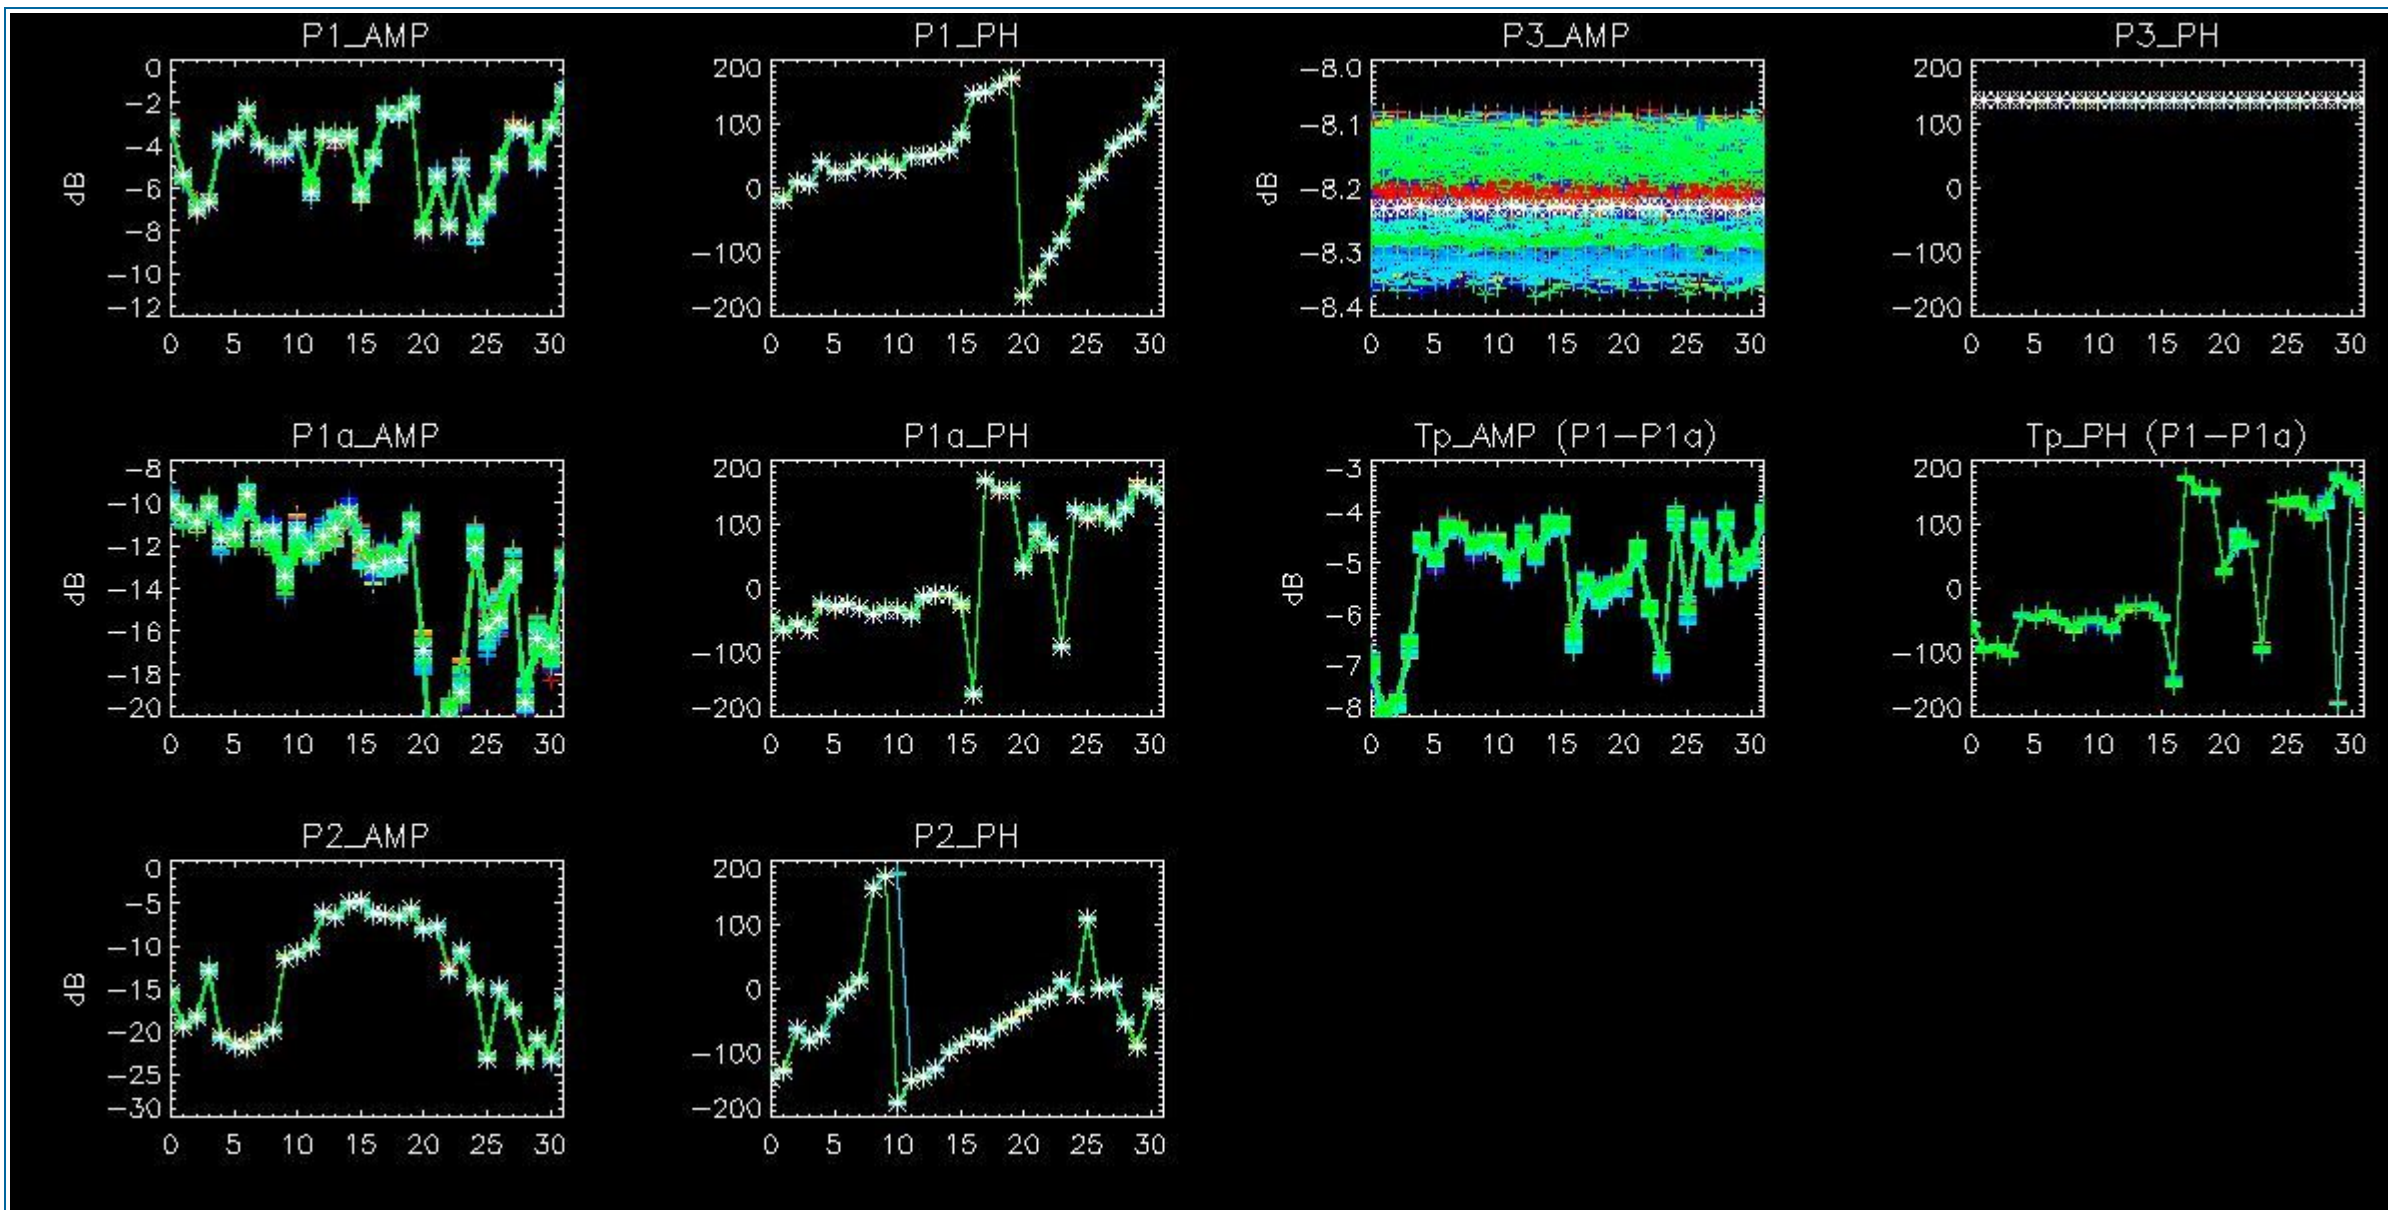 P1_AMP
0
−2
−4
−6
−8
−10
−12
dB
0 5 10 15 20 25 30
P1_PH
200
100
0
−100
−200
0 5 10 15 20 25 30
P3_AMP
−8.0
−8.1
−8.2
−8.3
−8.4
dB
0 5 10 15 20 25 30
P3_PH
200
100
0
−100
−200
0 5 10 15 20 25 30
P1a_AMP
−8
−10
−12
−14
−16
−18
−20
dB
0 5 10 15 20 25 30
P1a_PH
200
100
0
−100
−200
0 5 10 15 20 25 30
Tp_AMP (P1−P1a)
−3
−4
−5
−6
−7
−8
dB
0 5 10 15 20 25 30
Tp_PH (P1−P1a)
200
100
0
−100
−200
0 5 10 15 20 25 30
P2_AMP
0
−5
−10
−15
−20
−25
−30
dB
0 5 10 15 20 25 30
P2_PH
200
100
0
−100
−200
0 5 10 15 20 25 30